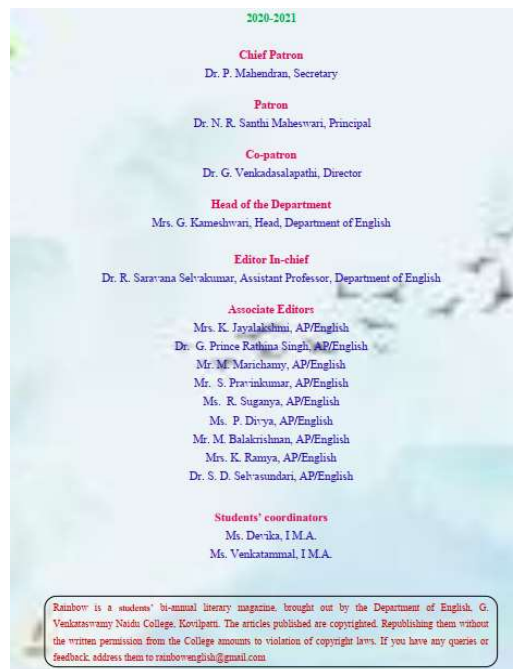 2020-2021
Chief Patron
Dr. P. Mahendran, Secretary
Patron
Dr. N. R. Santhi Maheswari, Principal
Co-patron
Dr. G. Venkadasalapathi, Director
Head of the Department
Mrs. G. Kameshwari, Head, Department of English
Editor In-chief
Dr. R. Saravana Selvakumar, Assistant Professor, Department of English
Associate Editors
Mrs. K. Jayalakshmi, AP/English
Dr. G. Prince Rathina Singh, AP/English
Mr. M. Marichamy, AP/English
Mr. S. Pravinkumar, AP/English
Ms. R. Suganya, AP/English
Ms. P. Divya, AP/English
Mr. M. Balakrishnan, AP/English
Mrs. K. Ramya, AP/English
Dr. S. D. Selvasundari, AP/English
Students' coordinators
Ms. Devika, I M.A.
Ms. Venkatammal, I M.A.
Rainbow is a students' bi-annual literary magazine, brought out by the Department of English, G.
Venkataswamy Naidu College, Kovilpatti. The articles published are copyrighted. Republishing them without
the written permission from the College amounts to violation of copyright laws. If you have any queries or
feedback, address them to rainbowenglish@gmail.com